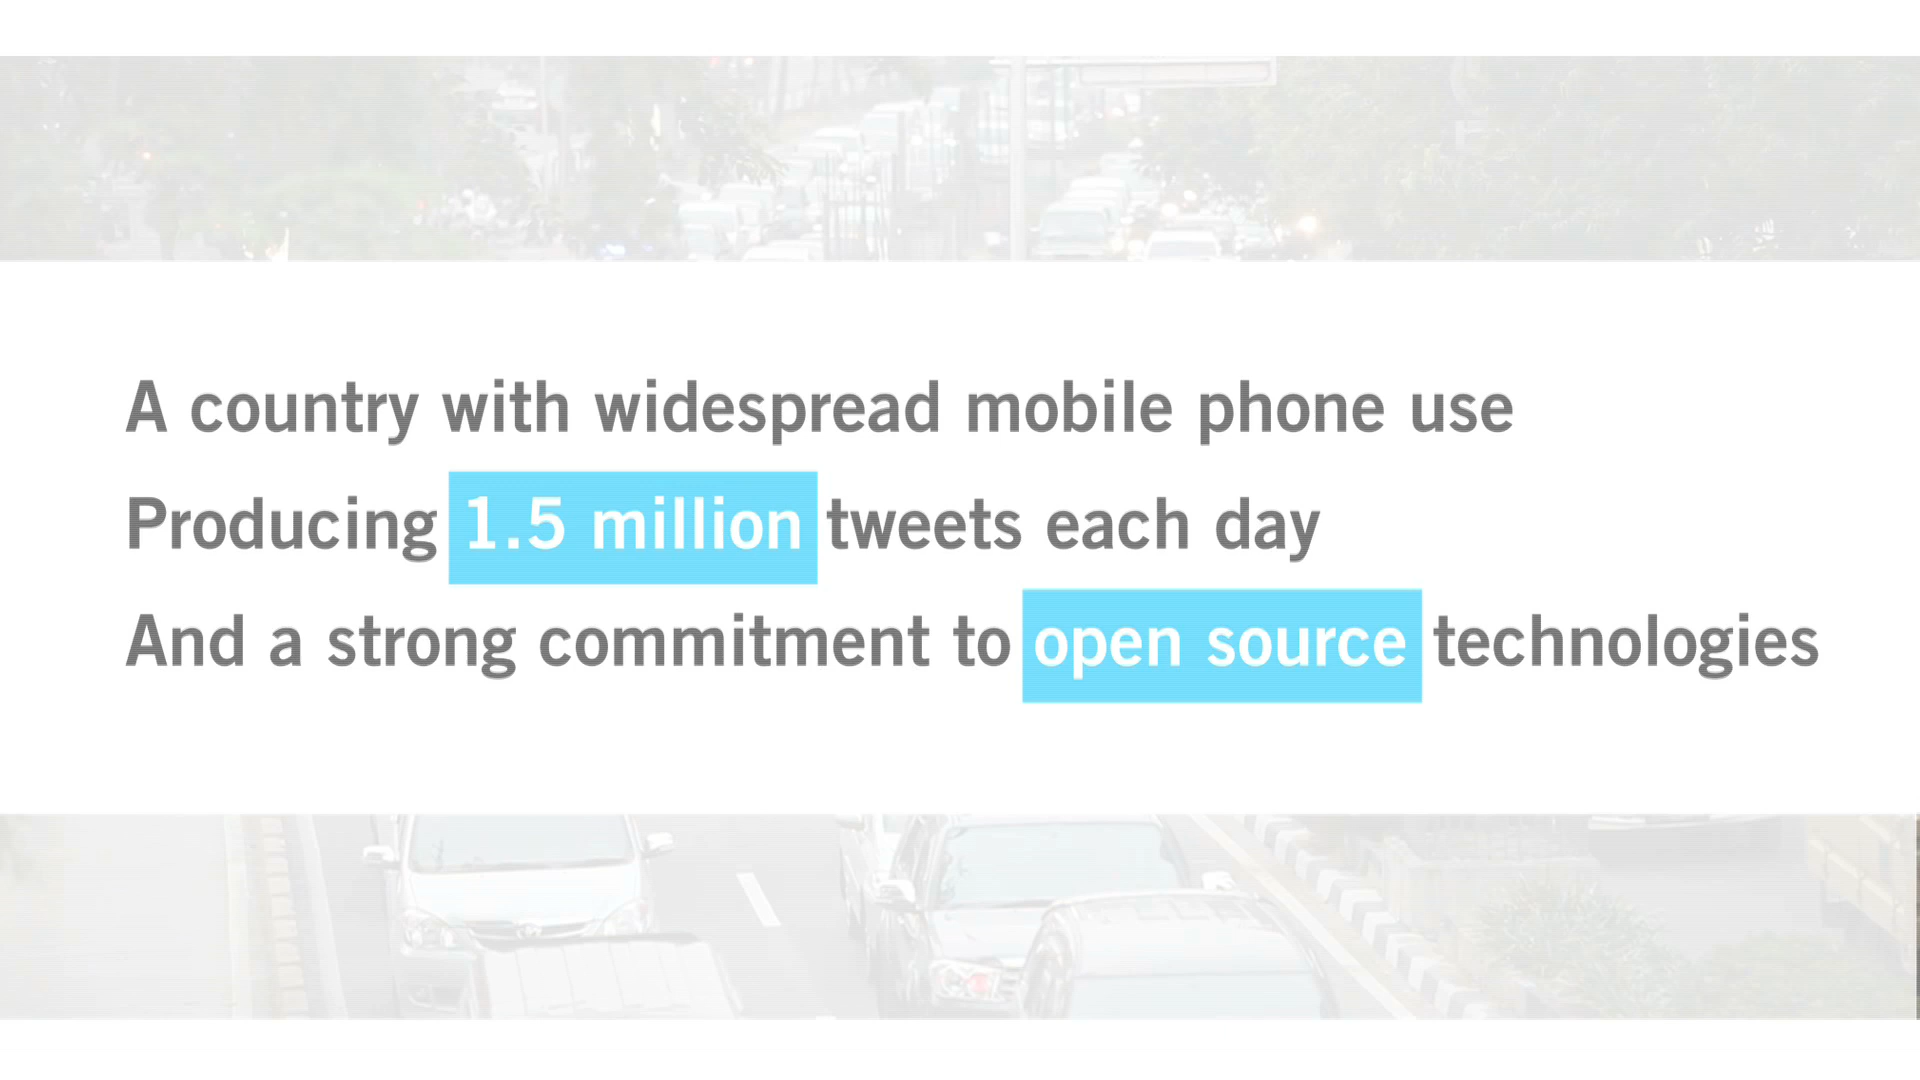 A country with widespread mobile phone use
Producing 1.5 million tweets each day
And a strong commitment to open source technologies